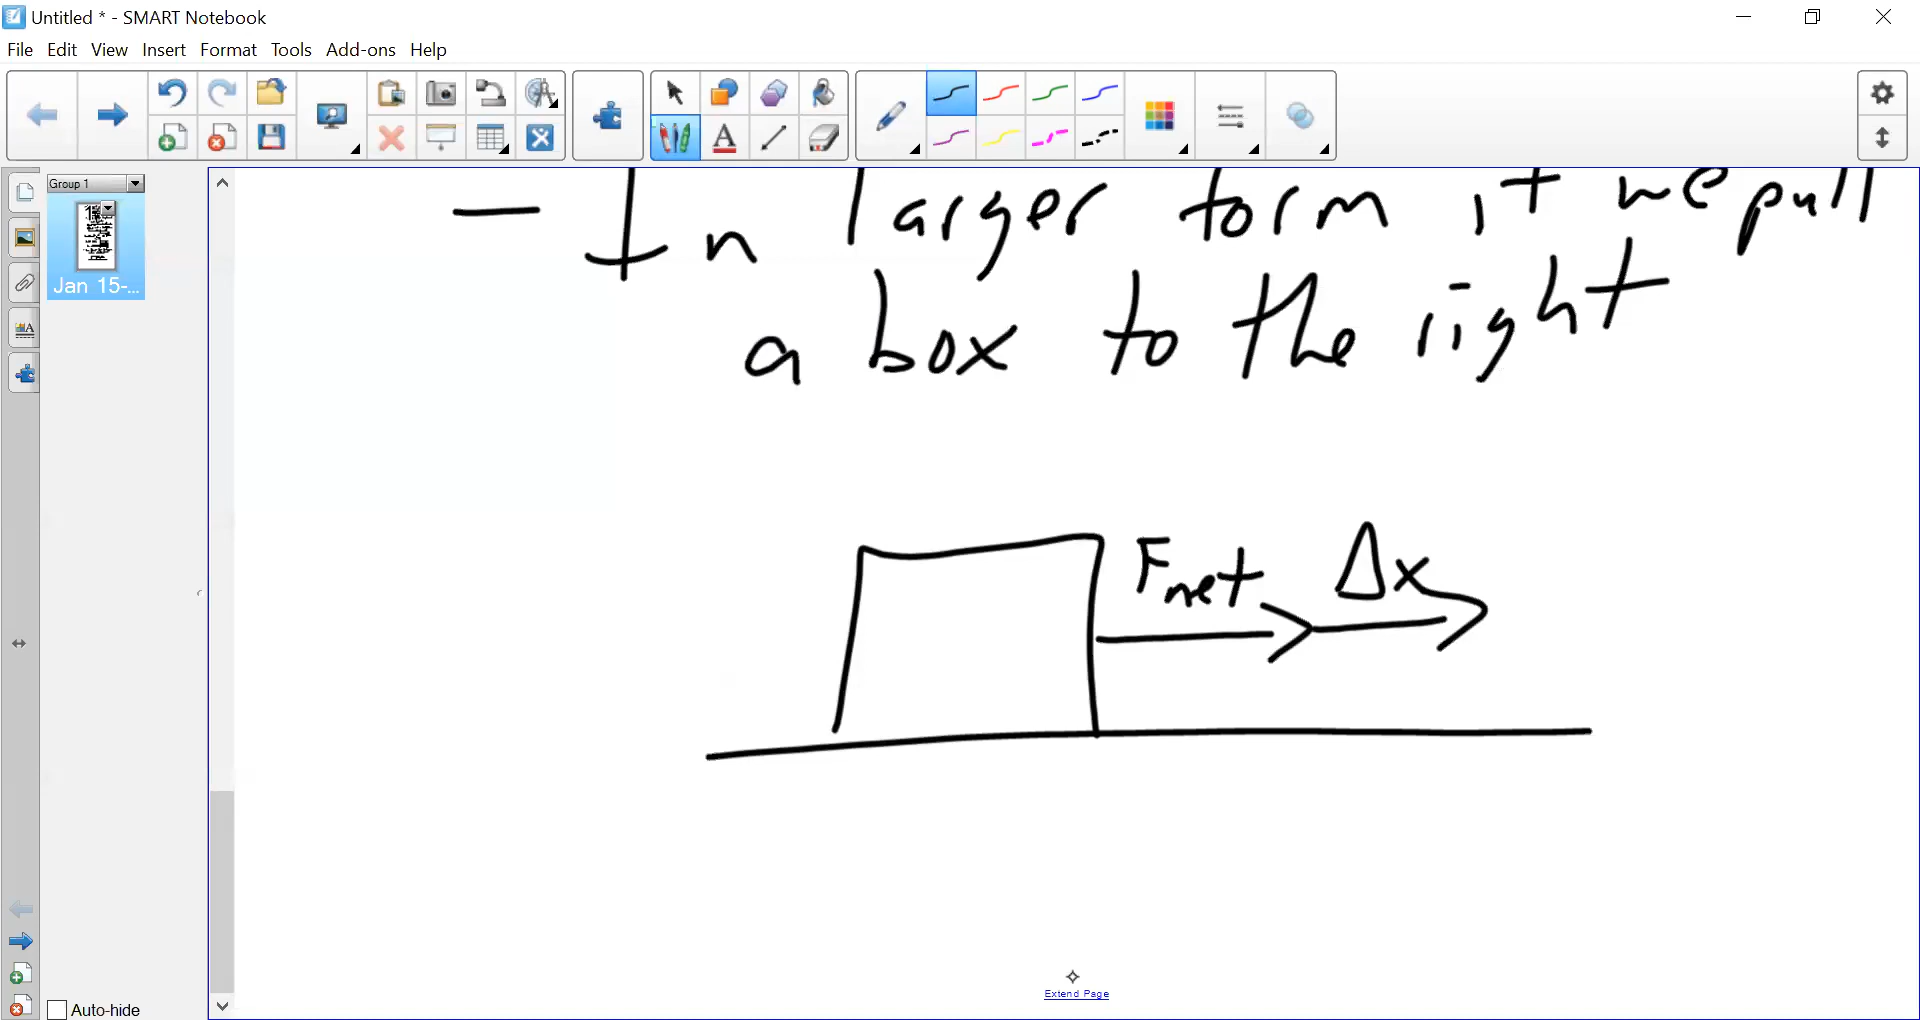 Untitled * - SMART Notebook
File Edit View Insert Format Tools Add-ons Help
Group 1
Jan 15-...
- In larger form if we pull
a box to the right
Fnet Δx
Extend Page
Auto-hide